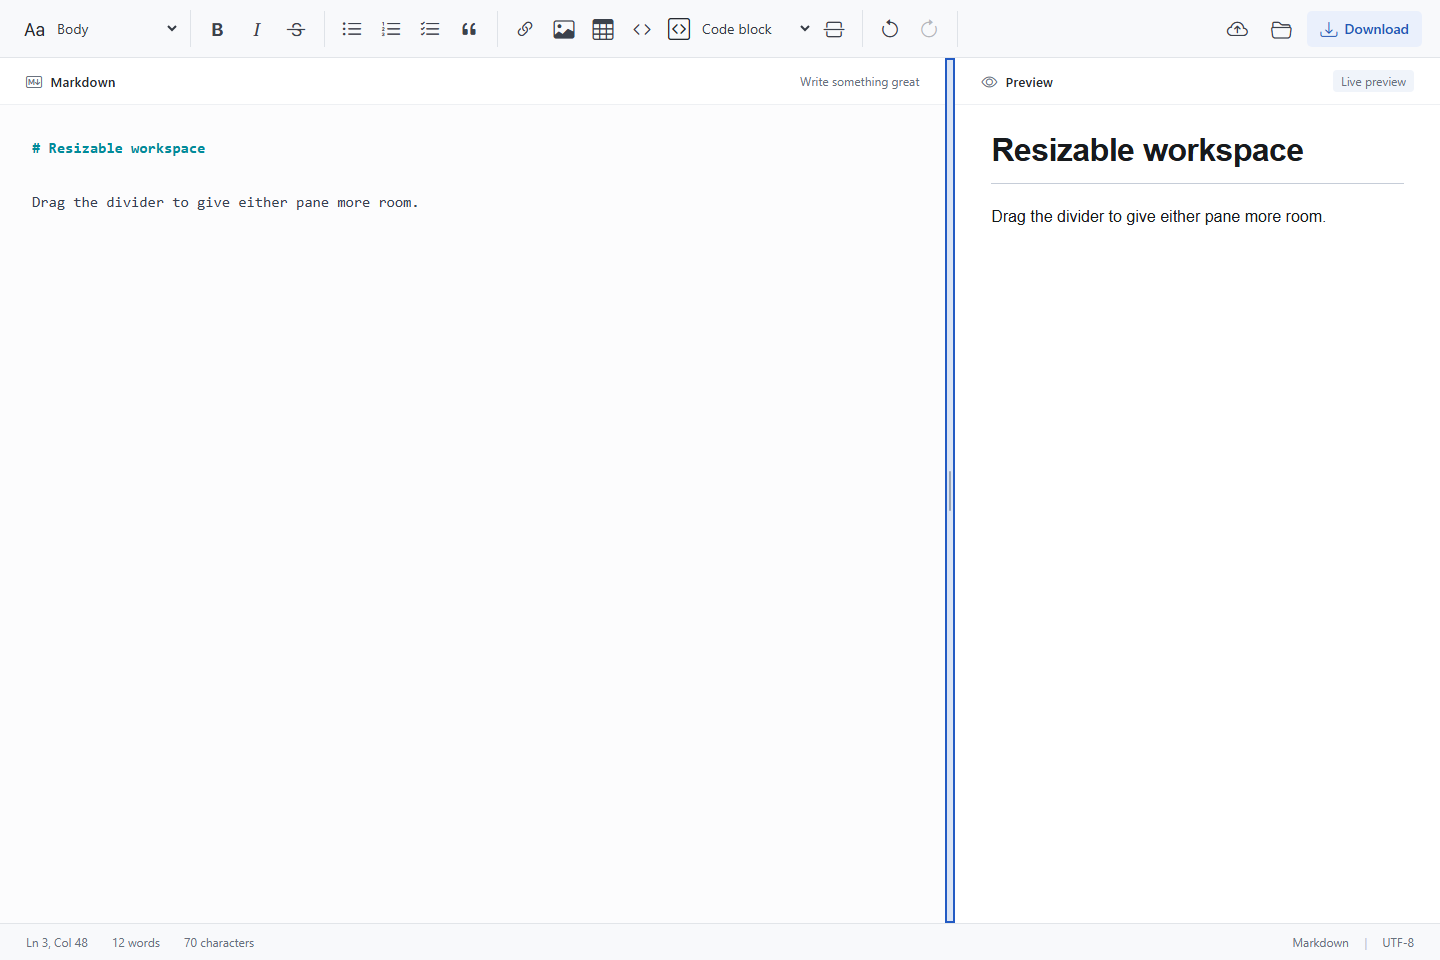 Aa Body B I S Code block Download
Markdown Write something great
Preview Live preview
# Resizable workspace
Drag the divider to give either pane more room.
Resizable workspace
Drag the divider to give either pane more room.
Ln 3, Col 48 12 words 70 characters
Markdown | UTF-8